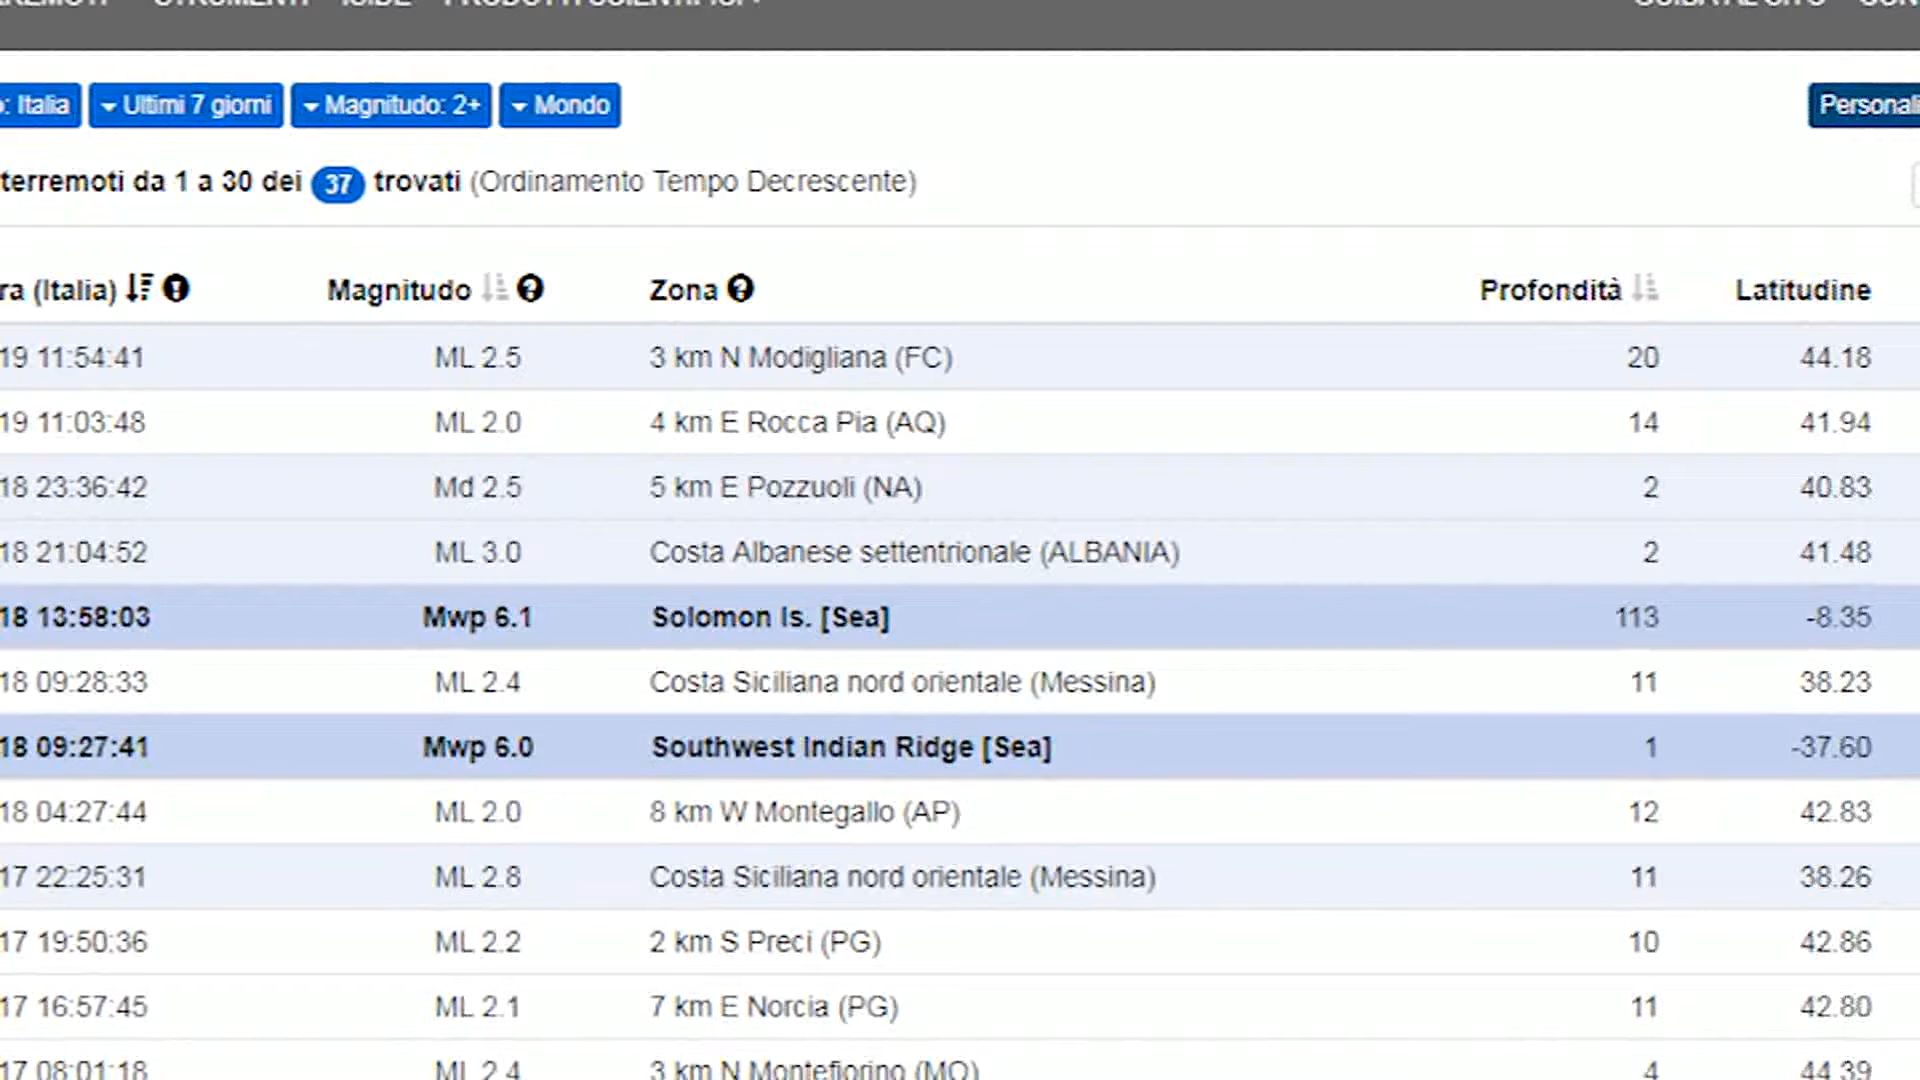 : Italia Ultimi 7 giorni Magnitudo: 2+ Mondo
terremoti da 1 a 30 dei 37 trovati (Ordinamento Tempo Decrescente)
ra (Italia) Magnitudo Zona Profondità Latitudine
19 11:54:41 ML 2.5 3 km N Modigliana (FC) 20 44.18
19 11:03:48 ML 2.0 4 km E Rocca Pia (AQ) 14 41.94
18 23:36:42 Md 2.5 5 km E Pozzuoli (NA) 2 40.83
18 21:04:52 ML 3.0 Costa Albanese settentrionale (ALBANIA) 2 41.48
18 13:58:03 Mwp 6.1 Solomon Is. [Sea] 113 -8.35
18 09:28:33 ML 2.4 Costa Siciliana nord orientale (Messina) 11 38.23
18 09:27:41 Mwp 6.0 Southwest Indian Ridge [Sea] 1 -37.60
18 04:27:44 ML 2.0 8 km W Montegallo (AP) 12 42.83
17 22:25:31 ML 2.8 Costa Siciliana nord orientale (Messina) 11 38.26
17 19:50:36 ML 2.2 2 km S Preci (PG) 10 42.86
17 16:57:45 ML 2.1 7 km E Norcia (PG) 11 42.80
17 08:01:18 ML 2.4 3 km N Montefiorino (MO) 4 44.39